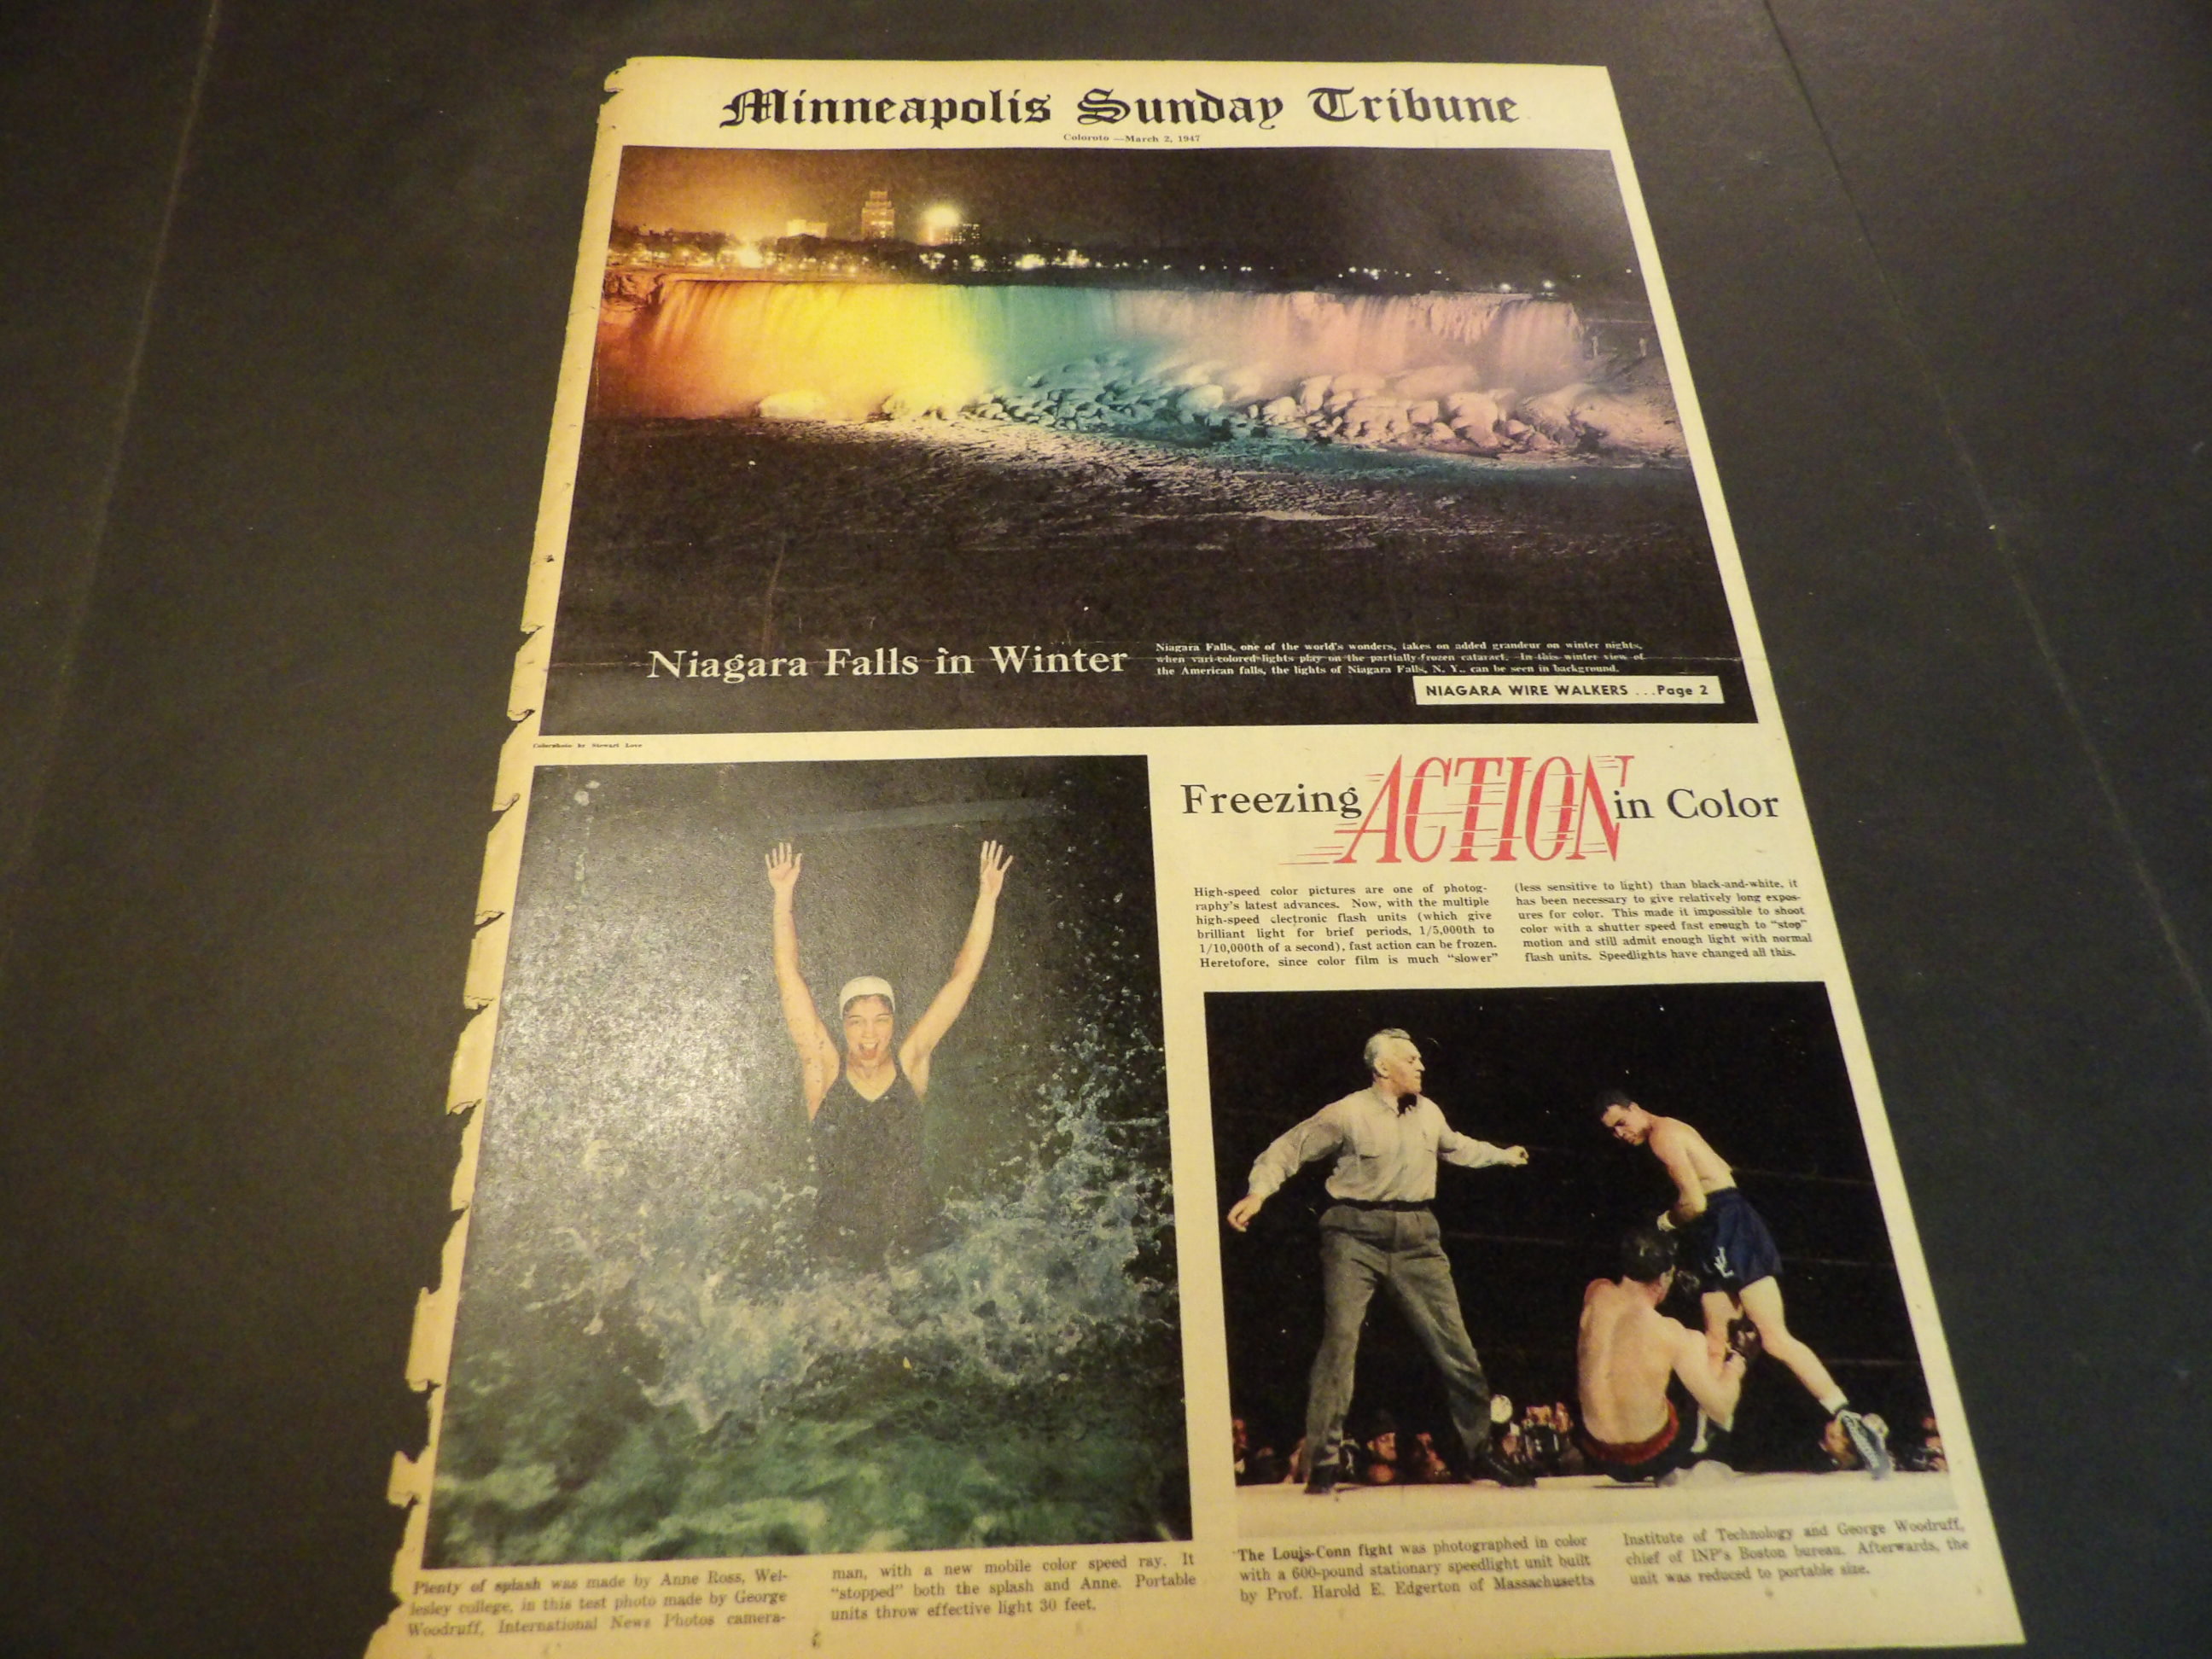 Minneapolis Sunday Tribune
Coloroto —March 2, 1947
Niagara Falls in Winter
Niagara Falls, one of the world's wonders, takes on added grandeur on winter nights,
when vari-colored lights play on the partially-frozen cataract. In this winter view of
the American falls, the lights of Niagara Falls, N. Y., can be seen in background.
NIAGARA WIRE WALKERS ...Page 2
Colorphoto by Stewart Love
Freezing ACTION in Color
High-speed color pictures are one of photog-
raphy's latest advances. Now, with the multiple
high-speed electronic flash units (which give
brilliant light for brief periods, 1/5,000th to
1/10,000th of a second), fast action can be frozen.
Heretofore, since color film is much "slower"
(less sensitive to light) than black-and-white, it
has been necessary to give relatively long expos-
ures for color. This made it impossible to shoot
color with a shutter speed fast enough to "stop"
motion and still admit enough light with normal
flash units. Speedlights have changed all this.
Plenty of splash was made by Anne Ross, Wel-
lesley college, in this test photo made by George
Woodruff, International News Photos camera-
man, with a new mobile color speed ray. It
"stopped" both the splash and Anne. Portable
units throw effective light 30 feet.
The Louis-Conn fight was photographed in color
with a 600-pound stationary speedlight unit built
by Prof. Harold E. Edgerton of Massachusetts
Institute of Technology and George Woodruff,
chief of INP's Boston bureau. Afterwards, the
unit was reduced to portable size.